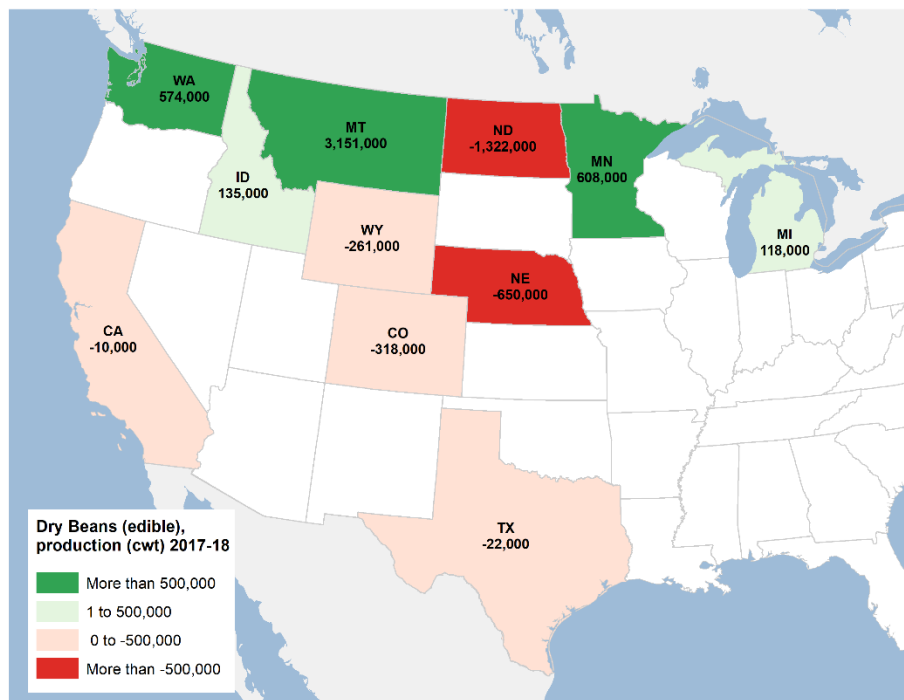 WA
574,000
MT
3,151,000
ND
-1,322,000
MN
608,000
ID
135,000
WY
-261,000
MI
118,000
NE
-650,000
CA
-10,000
CO
-318,000
TX
-22,000
Dry Beans (edible),
production (cwt) 2017-18
More than 500,000
1 to 500,000
0 to -500,000
More than -500,000